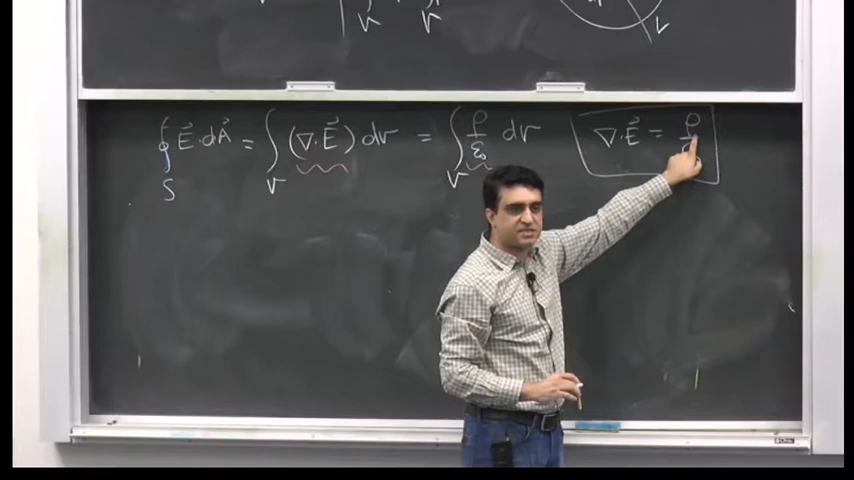 V V V
∮_S E⃗·dA⃗ = ∫_V (∇·E⃗) dV = ∫_V ρ/ε₀ dV ∇·E⃗ = ρ/ε₀